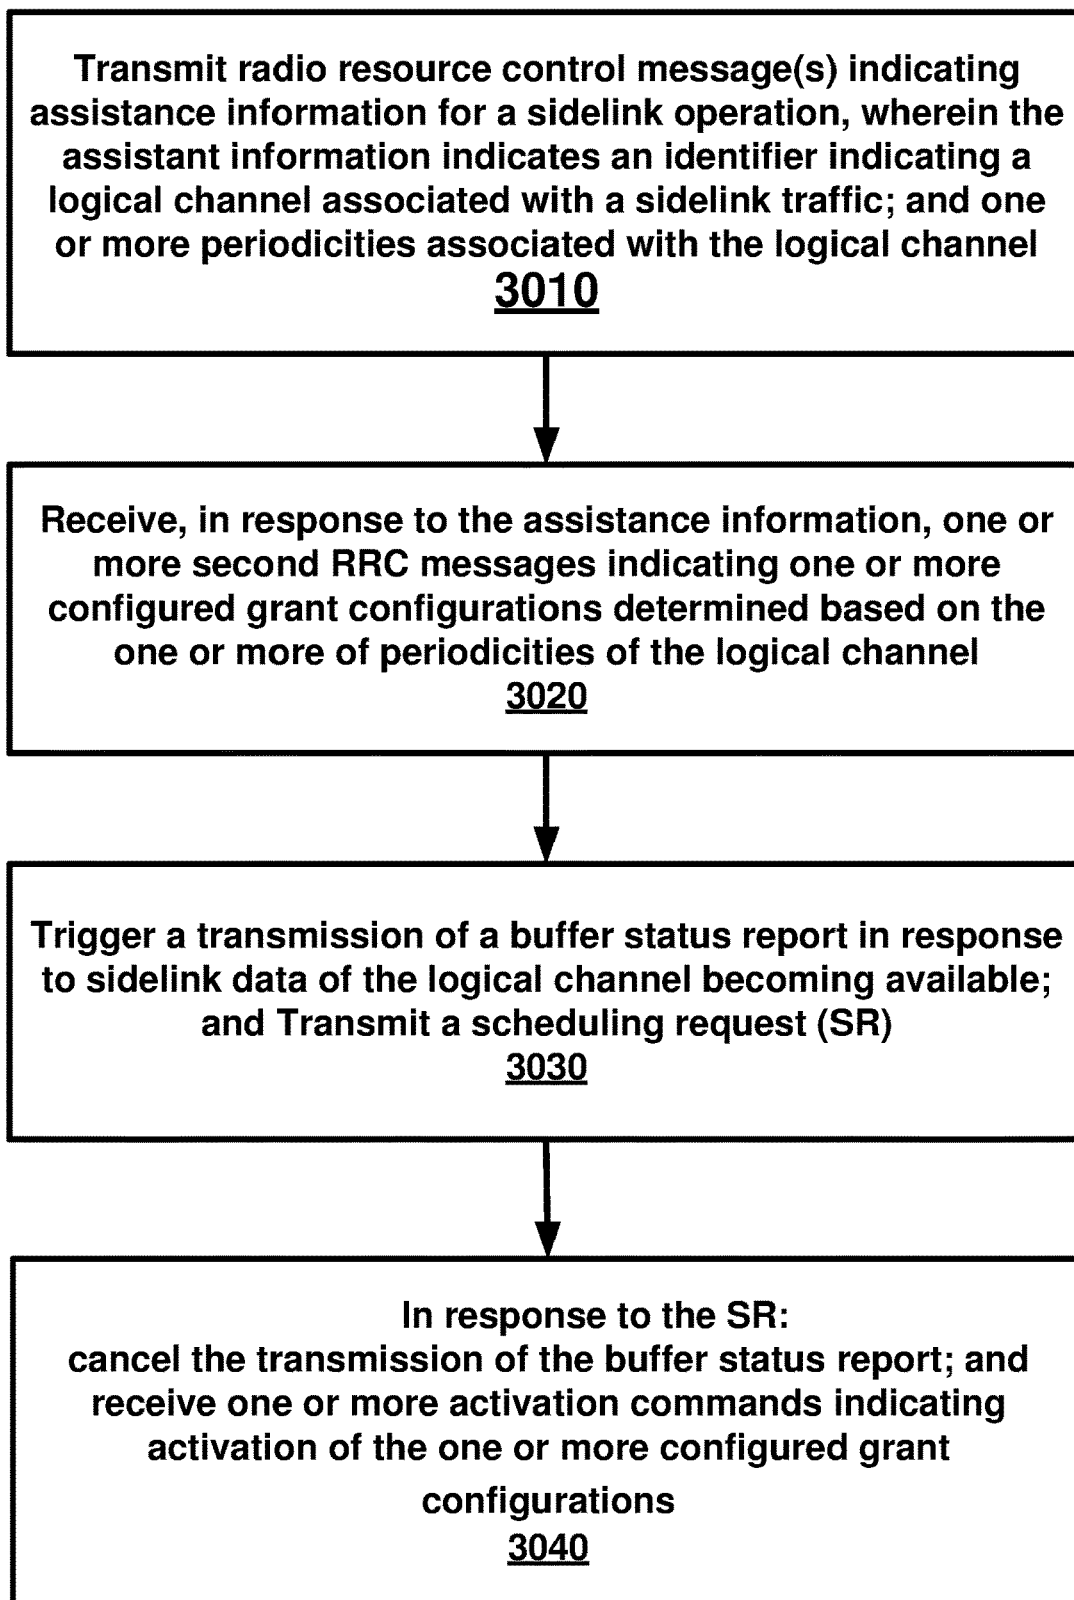 Transmit radio resource control message(s) indicating
assistance information for a sidelink operation, wherein the
assistant information indicates an identifier indicating a
logical channel associated with a sidelink traffic; and one
or more periodicities associated with the logical channel
3010
Receive, in response to the assistance information, one or
more second RRC messages indicating one or more
configured grant configurations determined based on the
one or more of periodicities of the logical channel
3020
Trigger a transmission of a buffer status report in response
to sidelink data of the logical channel becoming available;
and Transmit a scheduling request (SR)
3030
In response to the SR:
cancel the transmission of the buffer status report; and
receive one or more activation commands indicating
activation of the one or more configured grant
configurations
3040